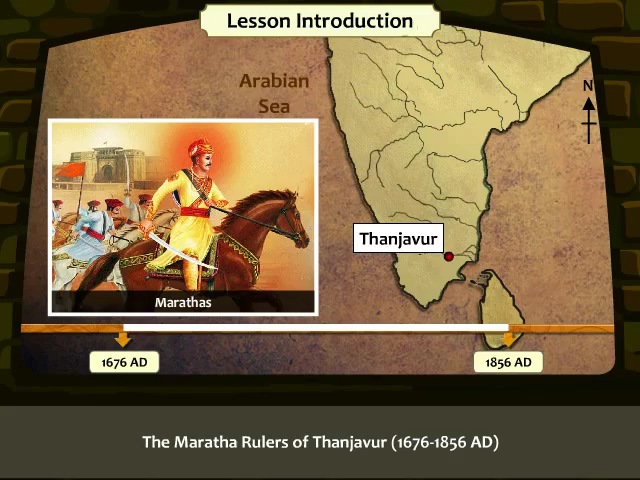 Lesson Introduction
Arabian
Sea
N
Thanjavur
Marathas
1676 AD
1856 AD
The Maratha Rulers of Thanjavur (1676-1856 AD)